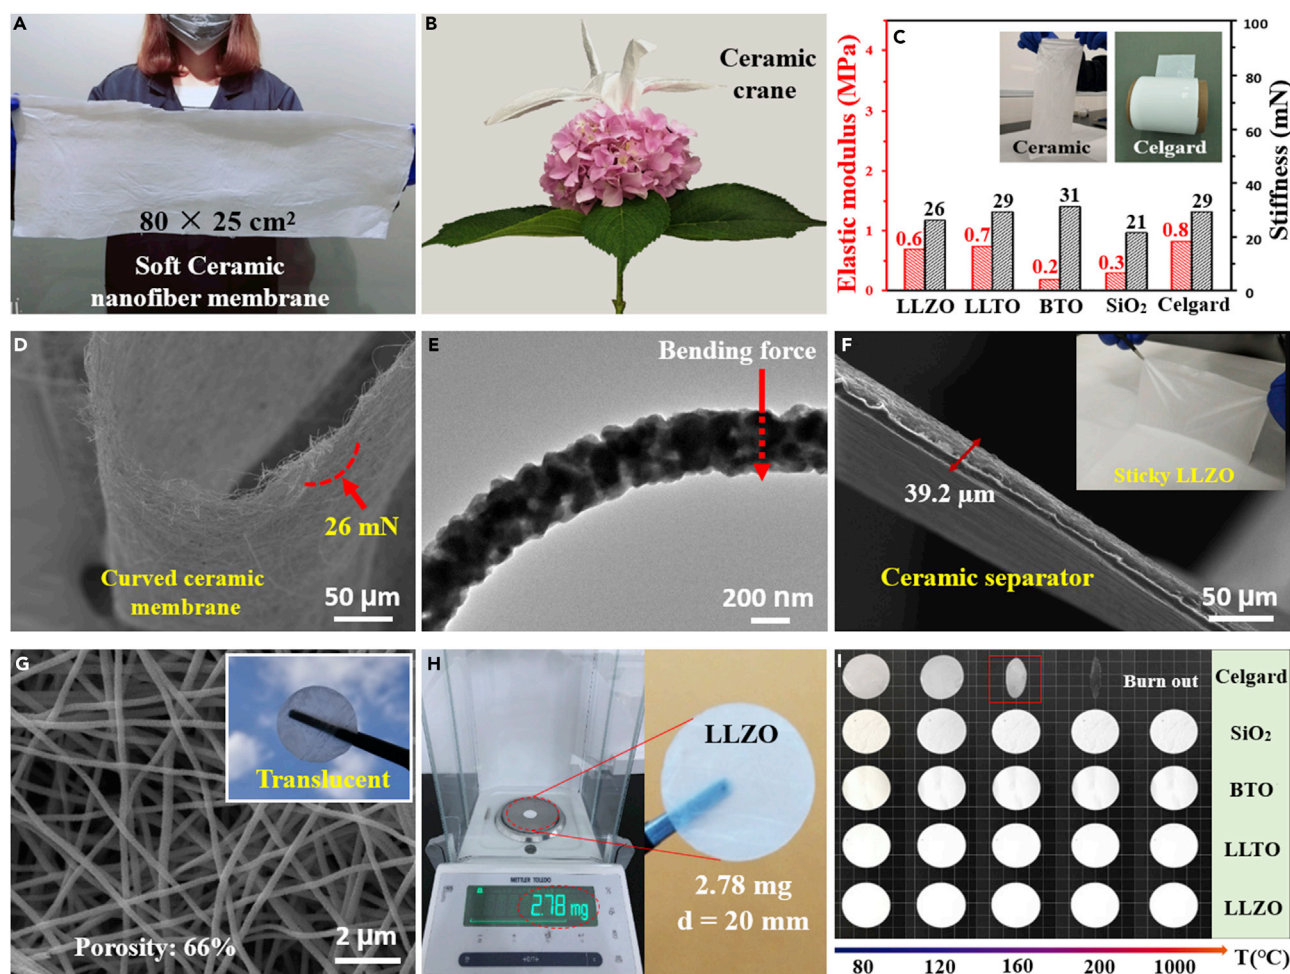 A
80 × 25 cm²
Soft Ceramic
nanofiber membrane
B
Ceramic
crane
C
Elastic modulus (MPa)
4
3
2
1
0
Ceramic
Celgard
0.6
26
0.7
29
0.2
31
0.3
21
0.8
29
LLZO
LLTO
BTO
SiO₂
Celgard
100
80
60
40
20
0
Stiffness (mN)
D
26 mN
Curved ceramic
membrane
50 µm
E
Bending force
200 nm
F
39.2 µm
Sticky LLZO
Ceramic separator
50 µm
G
Translucent
Porosity: 66%
2 µm
H
METTLER TOLEDO
2.78 mg
LLZO
2.78 mg
d = 20 mm
I
Burn out
Celgard
SiO₂
BTO
LLTO
LLZO
80
120
160
200
1000
T(°C)